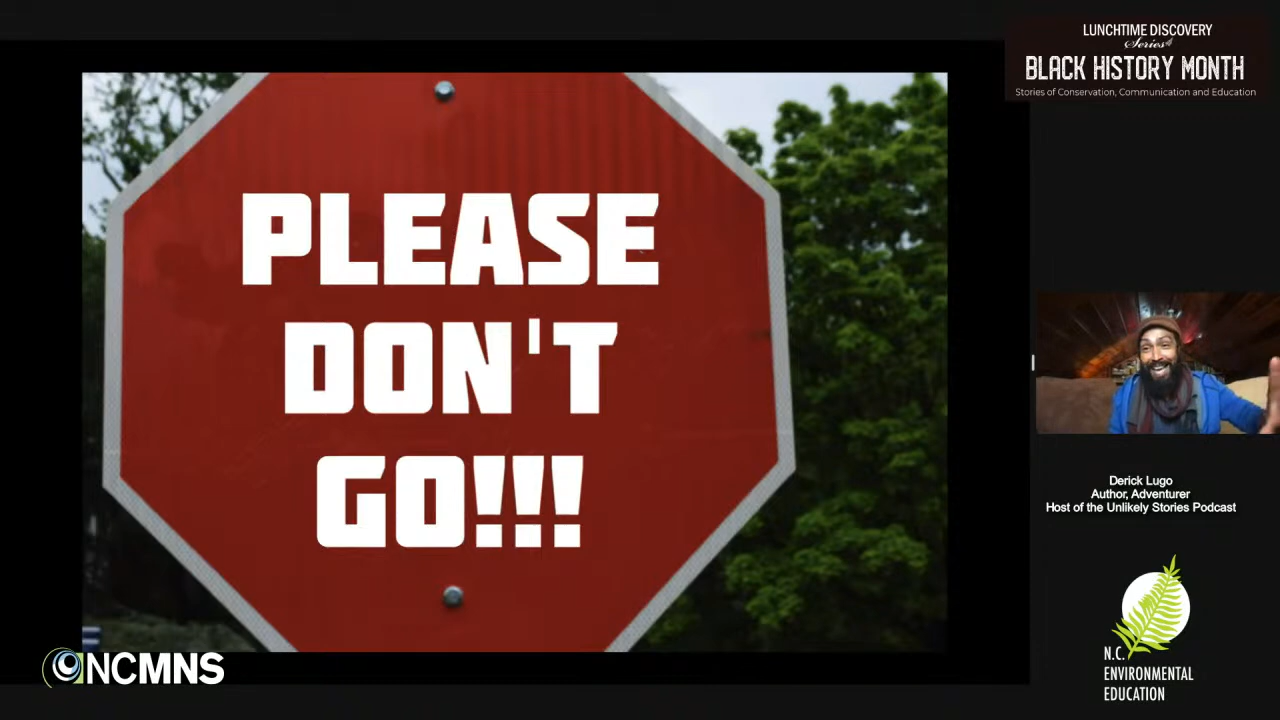 LUNCHTIME DISCOVERY
Series
BLACK HISTORY MONTH
Stories of Conservation, Communication and Education
PLEASE
DON'T
GO!!!
Derick Lugo
Author, Adventurer
Host of the Unlikely Stories Podcast
NCMNS
N.C.
ENVIRONMENTAL
EDUCATION